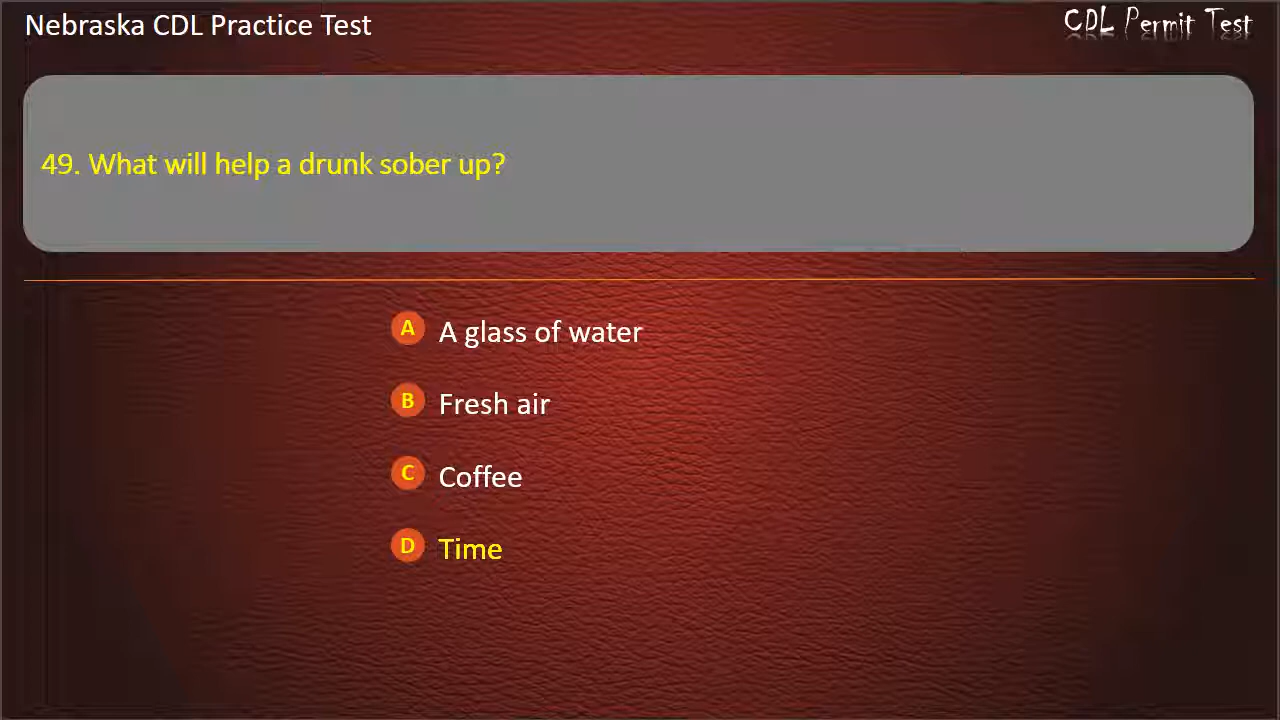 Nebraska CDL Practice Test
CDL Permit Test
49. What will help a drunk sober up?
A A glass of water
B Fresh air
C Coffee
D Time